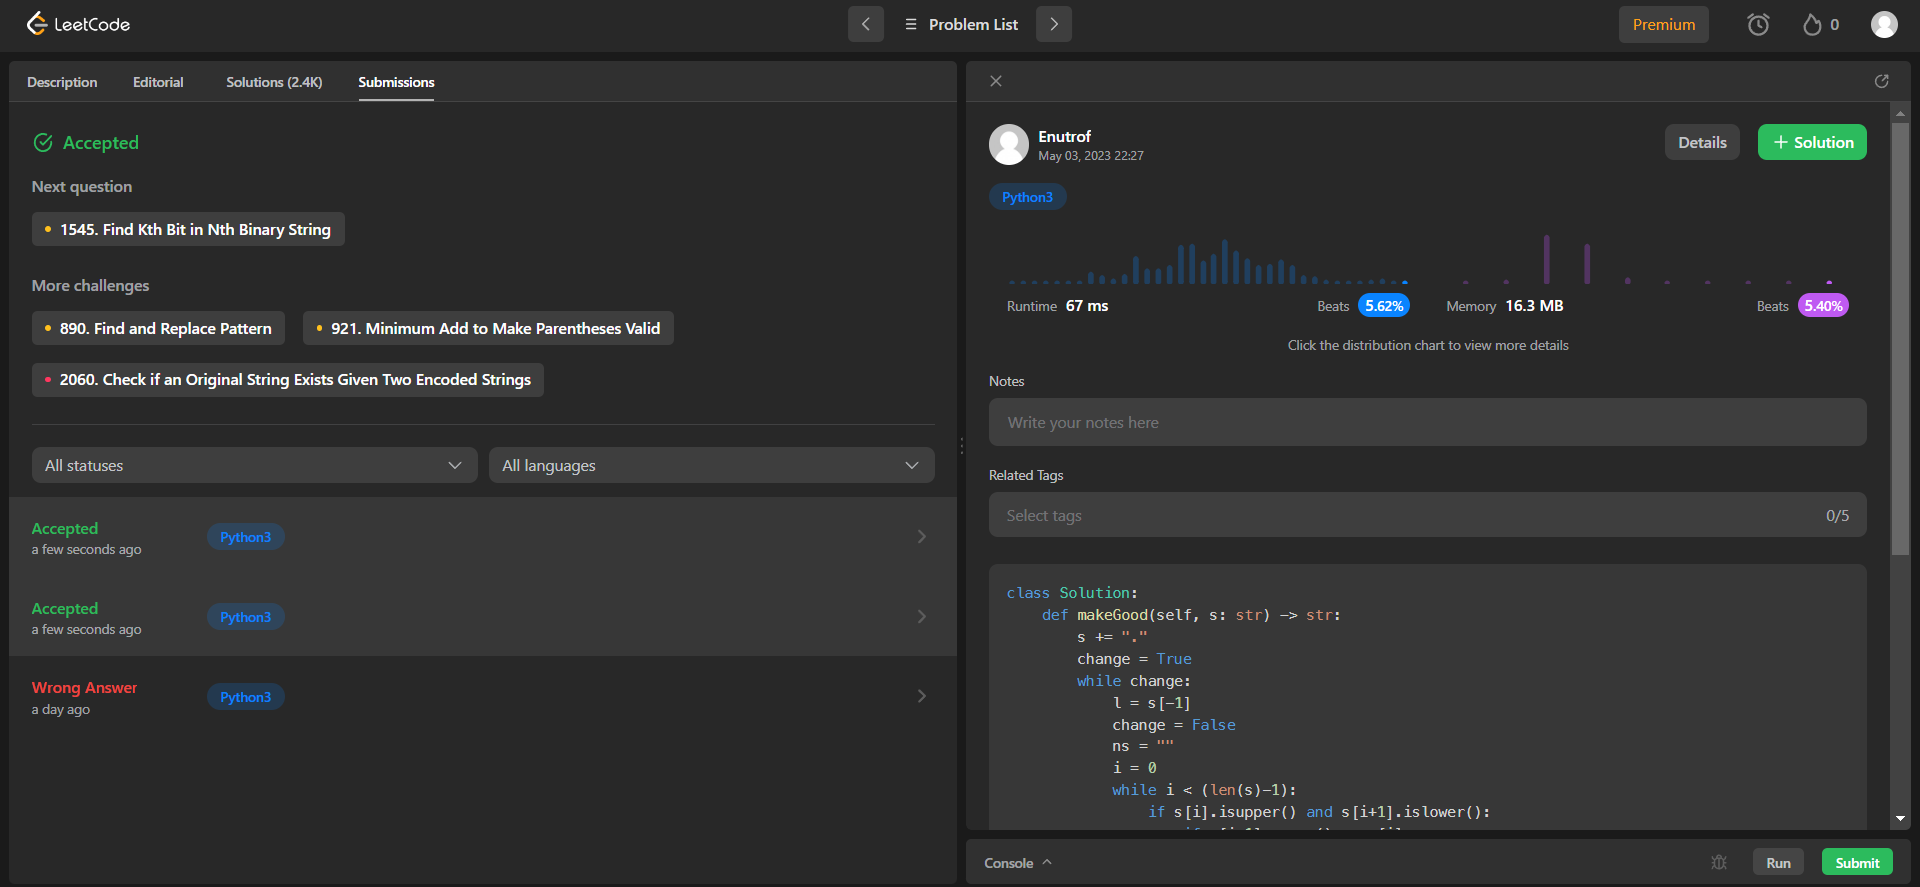 LeetCode
Problem List
Premium
0
Description Editorial Solutions (2.4K) Submissions
Accepted
Next question
1545. Find Kth Bit in Nth Binary String
More challenges
890. Find and Replace Pattern
921. Minimum Add to Make Parentheses Valid
2060. Check if an Original String Exists Given Two Encoded Strings
All statuses
All languages
Accepted
a few seconds ago
Python3
Accepted
a few seconds ago
Python3
Wrong Answer
a day ago
Python3
Enutrof
May 03, 2023 22:27
Details
+ Solution
Python3
Runtime 67 ms
Beats 5.62%
Memory 16.3 MB
Beats 5.40%
Click the distribution chart to view more details
Notes
Write your notes here
Related Tags
Select tags
0/5
class Solution:
    def makeGood(self, s: str) -> str:
        s += "."
        change = True
        while change:
            l = s[-1]
            change = False
            ns = ""
            i = 0
            while i < (len(s)-1):
                if s[i].isupper() and s[i+1].islower():
Console
Run
Submit